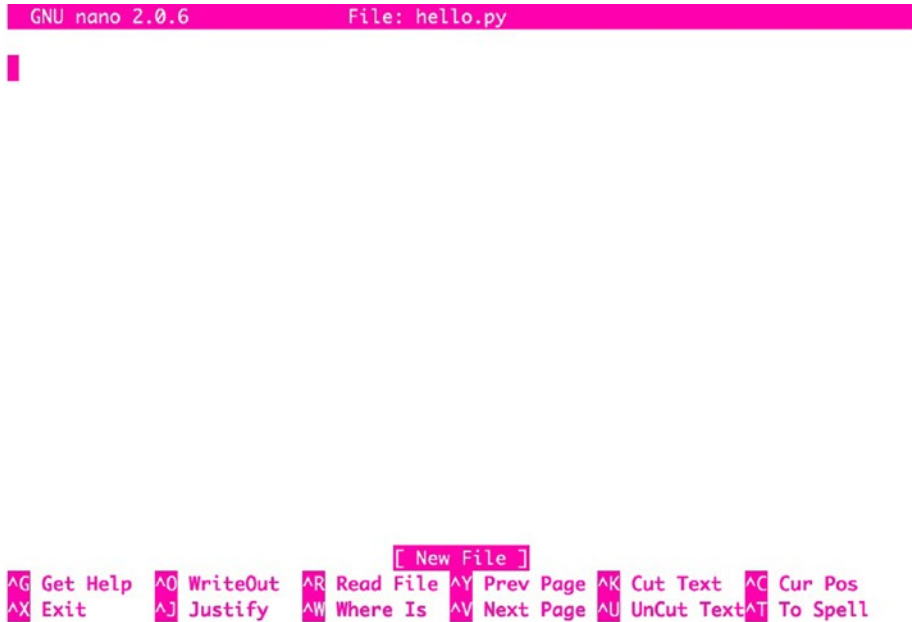 GNU nano 2.0.6 File: hello.py
[ New File ]
^G Get Help ^O WriteOut ^R Read File ^Y Prev Page ^K Cut Text ^C Cur Pos
^X Exit ^J Justify ^W Where Is ^V Next Page ^U UnCut Text^T To Spell